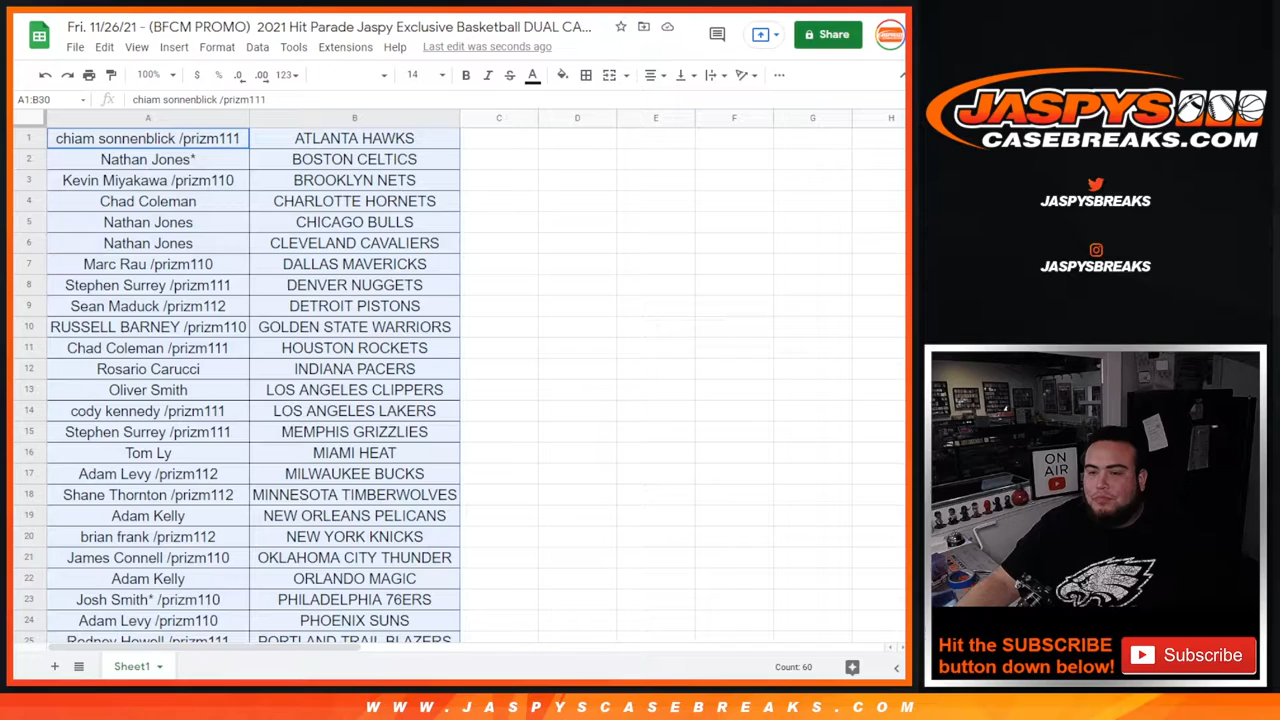 Fri. 11/26/21 - (BFCM PROMO) 2021 Hit Parade Jaspy Exclusive Basketball DUAL CA...
File Edit View Insert Format Data Tools Extensions Help Last edit was seconds ago
Share
100% $ % .0 .00 123 14 B I S A
A1:B30 fx chiam sonnenblick /prizm111
A B C D E F G H
1 chiam sonnenblick /prizm111 ATLANTA HAWKS
2 Nathan Jones* BOSTON CELTICS
3 Kevin Miyakawa /prizm110 BROOKLYN NETS
4 Chad Coleman CHARLOTTE HORNETS
5 Nathan Jones CHICAGO BULLS
6 Nathan Jones CLEVELAND CAVALIERS
7 Marc Rau /prizm110 DALLAS MAVERICKS
8 Stephen Surrey /prizm111 DENVER NUGGETS
9 Sean Maduck /prizm112 DETROIT PISTONS
10 RUSSELL BARNEY /prizm110 GOLDEN STATE WARRIORS
11 Chad Coleman /prizm111 HOUSTON ROCKETS
12 Rosario Carucci INDIANA PACERS
13 Oliver Smith LOS ANGELES CLIPPERS
14 cody kennedy /prizm111 LOS ANGELES LAKERS
15 Stephen Surrey /prizm111 MEMPHIS GRIZZLIES
16 Tom Ly MIAMI HEAT
17 Adam Levy /prizm112 MILWAUKEE BUCKS
18 Shane Thornton /prizm112 MINNESOTA TIMBERWOLVES
19 Adam Kelly NEW ORLEANS PELICANS
20 brian frank /prizm112 NEW YORK KNICKS
21 James Connell /prizm110 OKLAHOMA CITY THUNDER
22 Adam Kelly ORLANDO MAGIC
23 Josh Smith* /prizm110 PHILADELPHIA 76ERS
24 Adam Levy /prizm110 PHOENIX SUNS
25 Rodney Howell /prizm111 PORTLAND TRAIL BLAZERS
Sheet1
Count: 60
JASPYS
CASEBREAKS.COM
JASPYSBREAKS
JASPYSBREAKS
ON
AIR
Hit the SUBSCRIBE
button down below!
Subscribe
WWW.JASPYSCASEBREAKS.COM